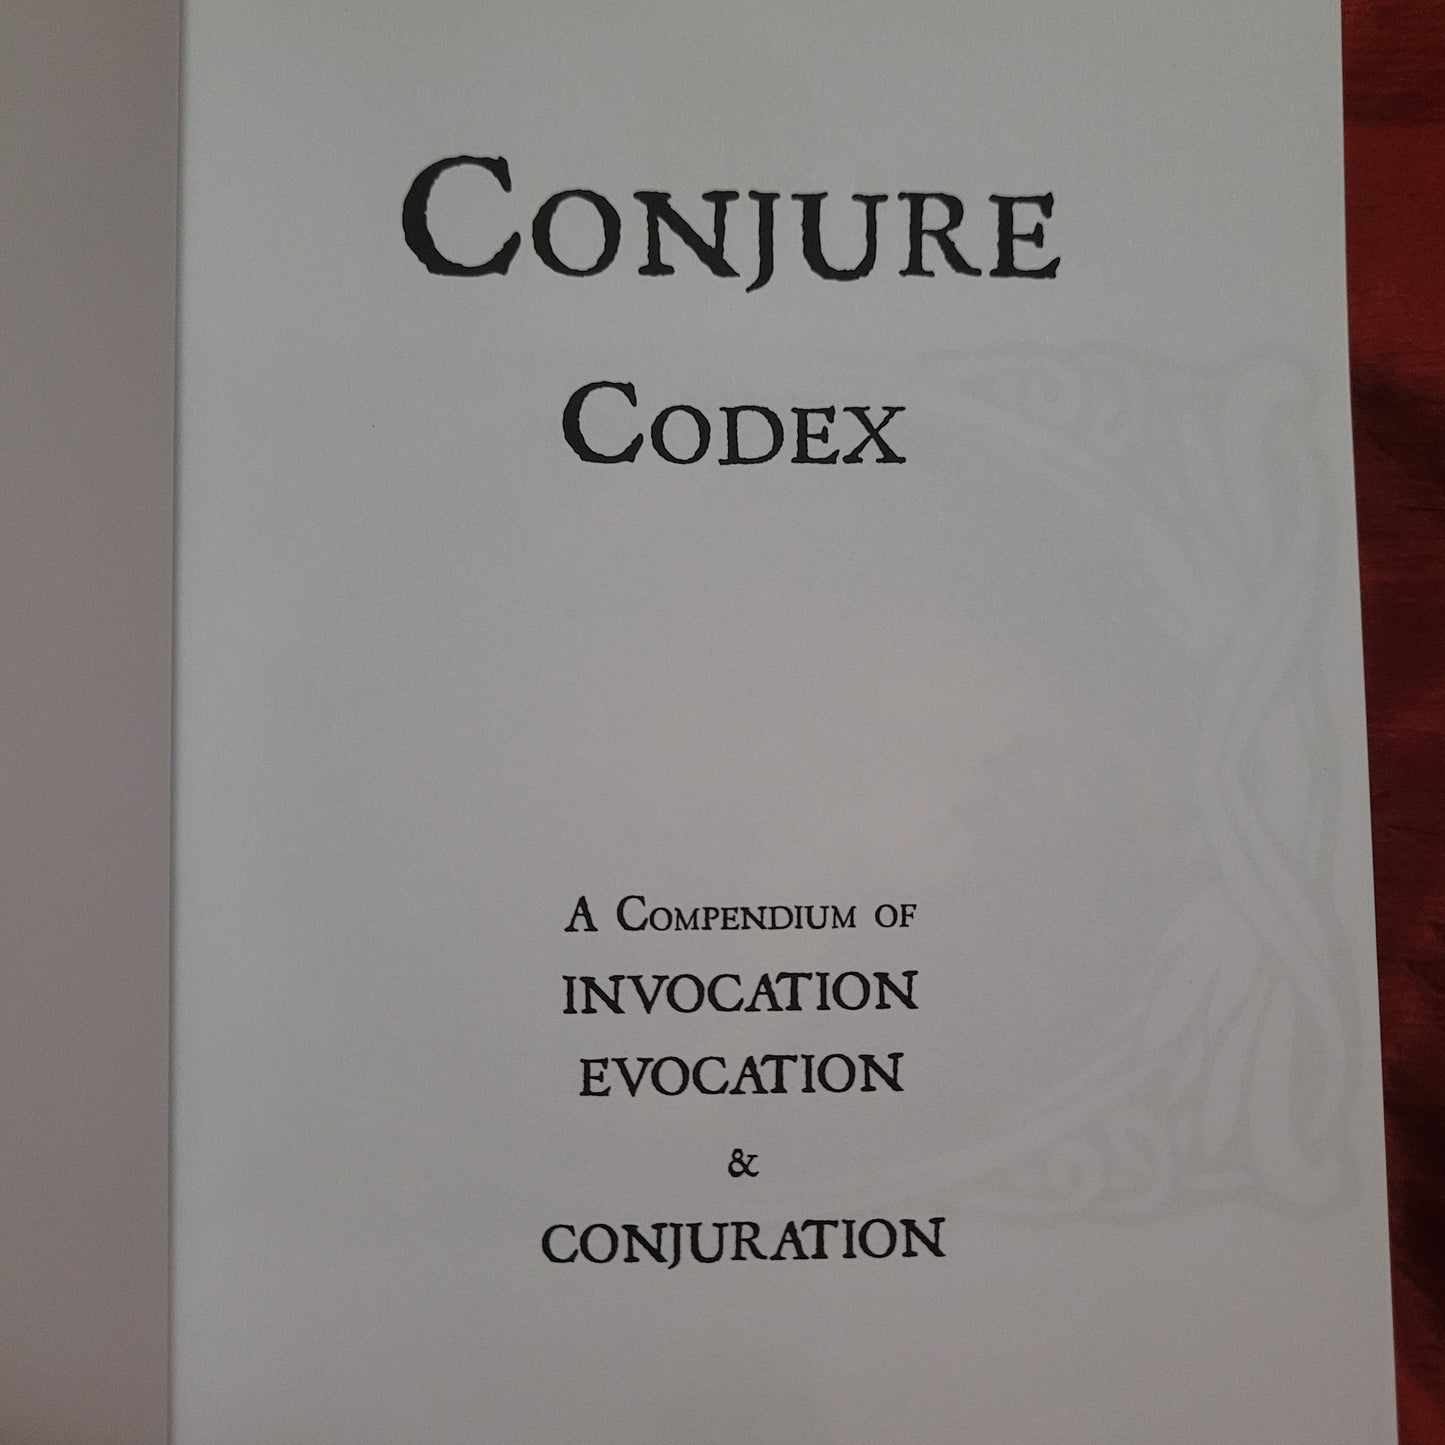 Conjure
Codex
A Compendium of
INVOCATION
EVOCATION
&
CONJURATION